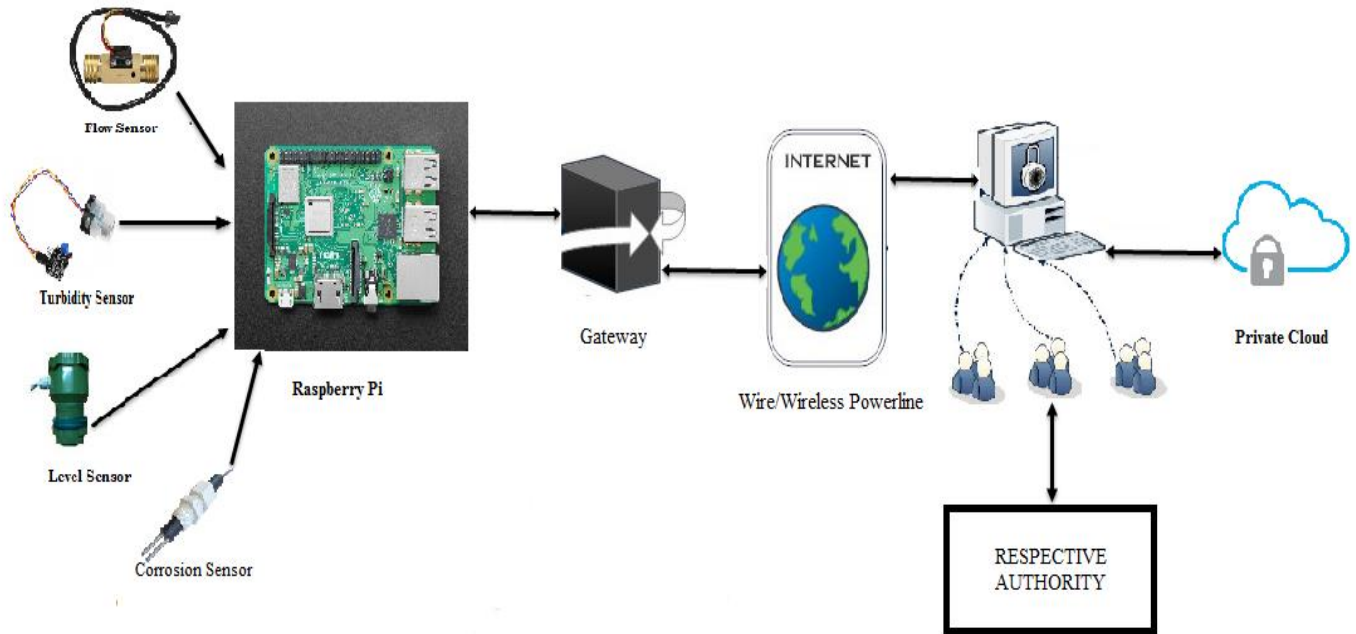 Flow Sensor
Turbidity Sensor
Level Sensor
Corrosion Sensor
Raspberry Pi
Gateway
INTERNET
Wire/Wireless Powerline
Private Cloud
RESPECTIVE
AUTHORITY